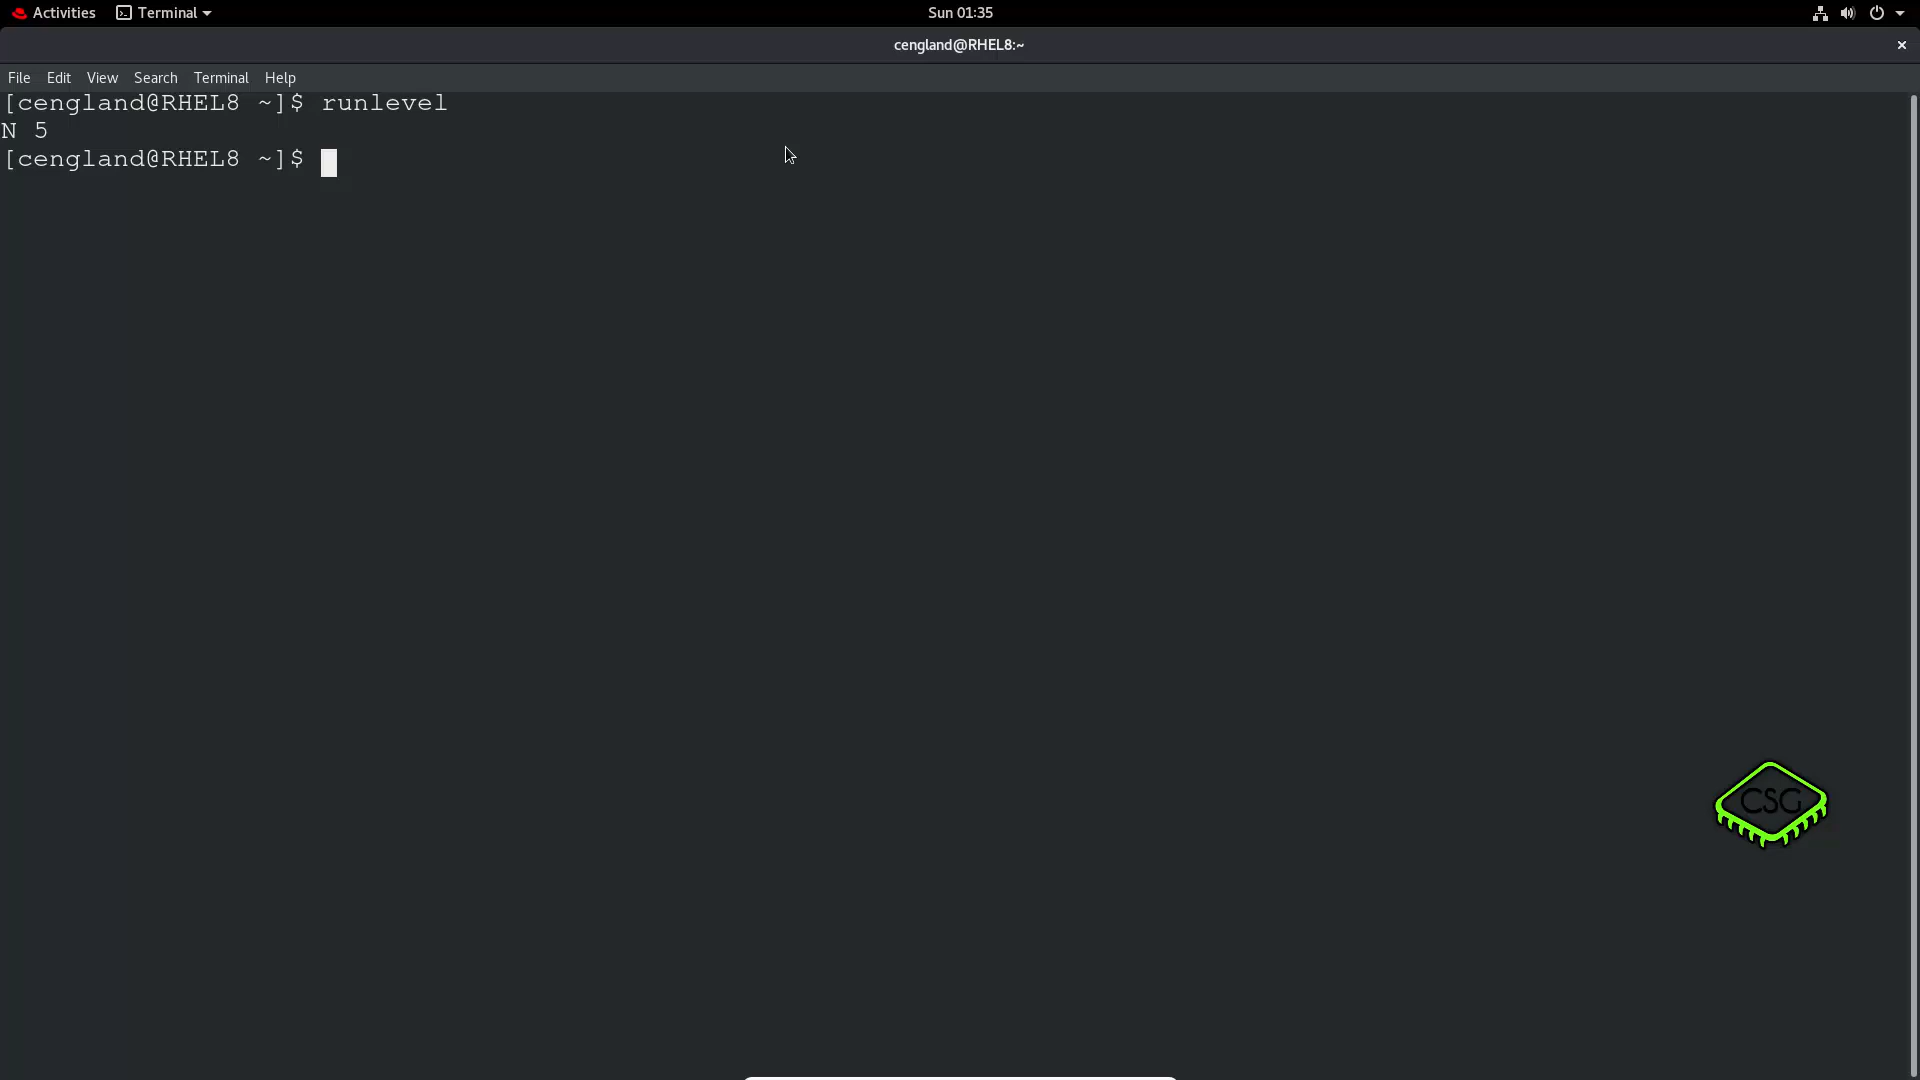 Activities Terminal Sun 01:35
cengland@RHEL8:~
File Edit View Search Terminal Help
[cengland@RHEL8 ~]$ runlevel
N 5
[cengland@RHEL8 ~]$
CSG